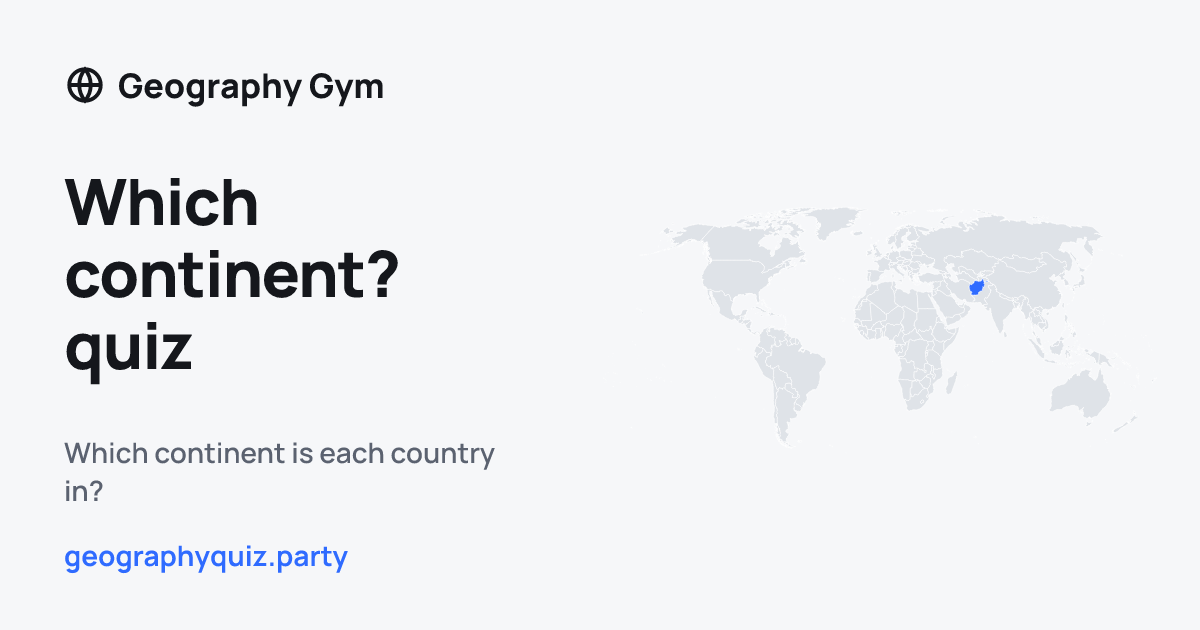 Geography Gym
Which
continent?
quiz
Which continent is each country
in?
geographyquiz.party